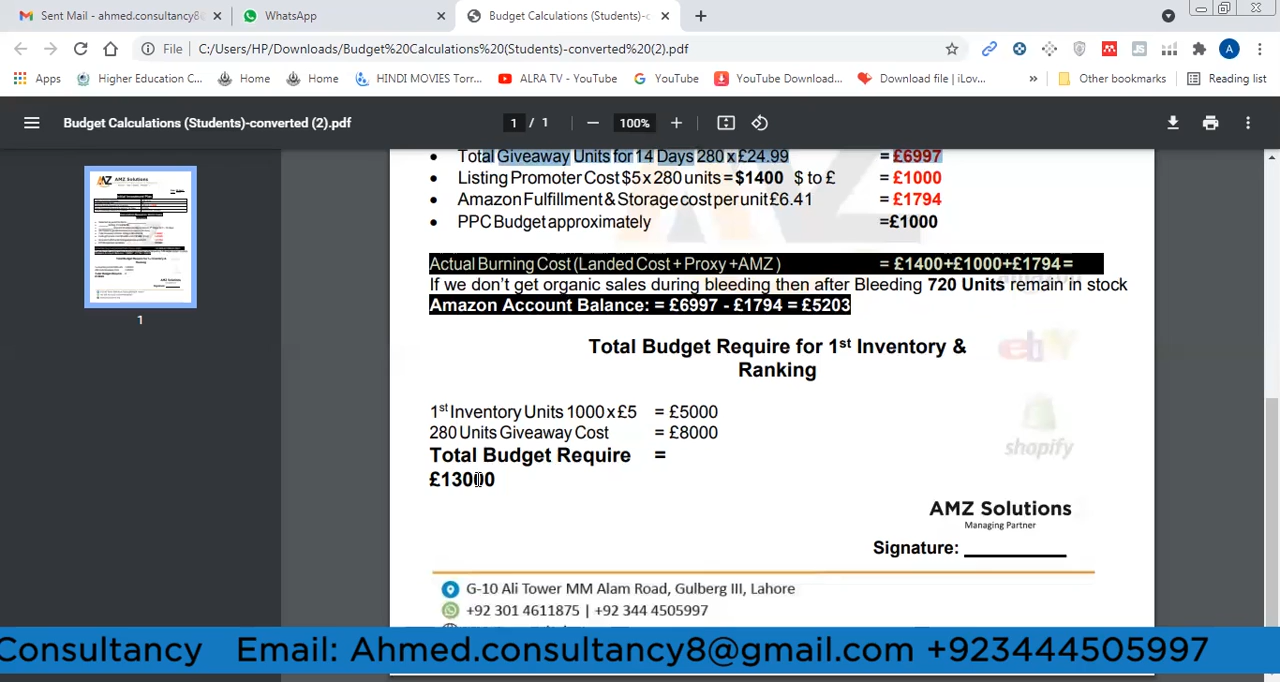 Sent Mail - ahmed.consultancy8
WhatsApp
Budget Calculations (Students)-
File C:/Users/HP/Downloads/Budget%20Calculations%20(Students)-converted%20(2).pdf
Apps Higher Education C... Home Home HINDI MOVIES Torr... ALRA TV - YouTube YouTube YouTube Download... Download file | iLov... » Other bookmarks Reading list
Budget Calculations (Students)-converted (2).pdf 1 / 1 100%
• Total Giveaway Units for 14 Days 280 x £24.99 = £6997
• Listing Promoter Cost $5 x 280 units = $1400 $ to £ = £1000
• Amazon Fulfillment & Storage cost per unit £6.41 = £1794
• PPC Budget approximately =£1000
Actual Burning Cost (Landed Cost + Proxy +AMZ ) = £1400+£1000+£1794 =
If we don't get organic sales during bleeding then after Bleeding 720 Units remain in stock
Amazon Account Balance: = £6997 - £1794 = £5203
Total Budget Require for 1st Inventory &
Ranking
ebay
1st Inventory Units 1000 x £5 = £5000
280 Units Giveaway Cost = £8000
Total Budget Require =
£13000
shopify
AMZ Solutions
Managing Partner
Signature:
G-10 Ali Tower MM Alam Road, Gulberg III, Lahore
+92 301 4611875 | +92 344 4505997
Consultancy Email: Ahmed.consultancy8@gmail.com +923444505997
1